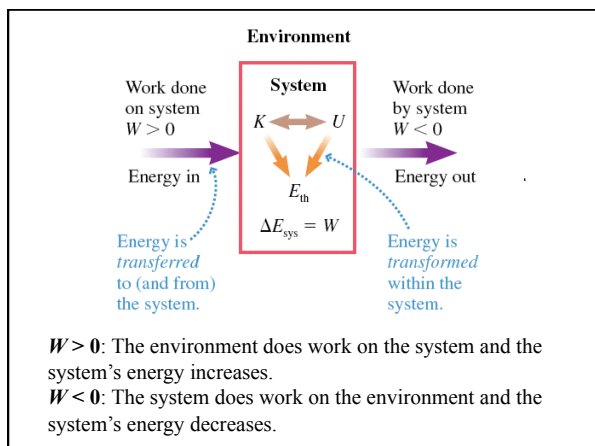 Environment
Work done
on system
W > 0
Energy in
System
K U
E_th
ΔE_sys = W
Work done
by system
W < 0
Energy out
.
Energy is
transferred
to (and from)
the system.
Energy is
transformed
within the
system.
W > 0: The environment does work on the system and the
system’s energy increases.
W < 0: The system does work on the environment and the
system’s energy decreases.